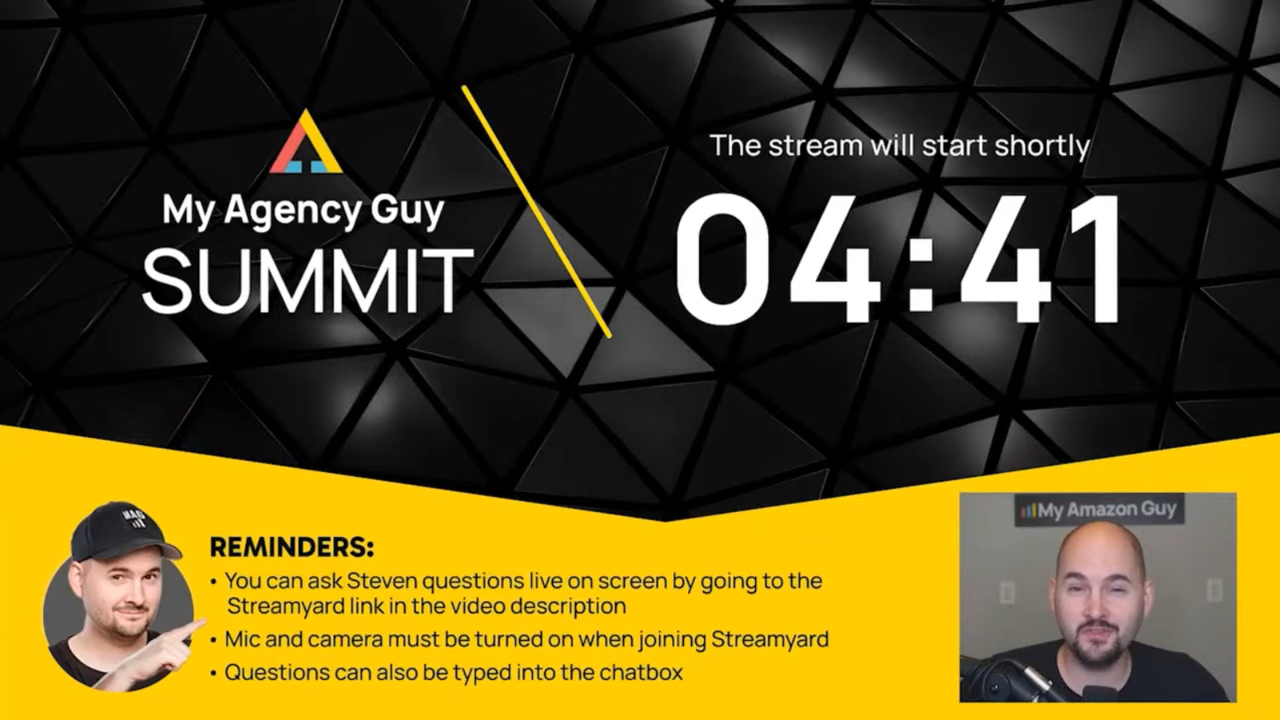 My Agency Guy
SUMMIT
The stream will start shortly
04:41
REMINDERS:
• You can ask Steven questions live on screen by going to the
Streamyard link in the video description
• Mic and camera must be turned on when joining Streamyard
• Questions can also be typed into the chatbox
MAG
My Amazon Guy